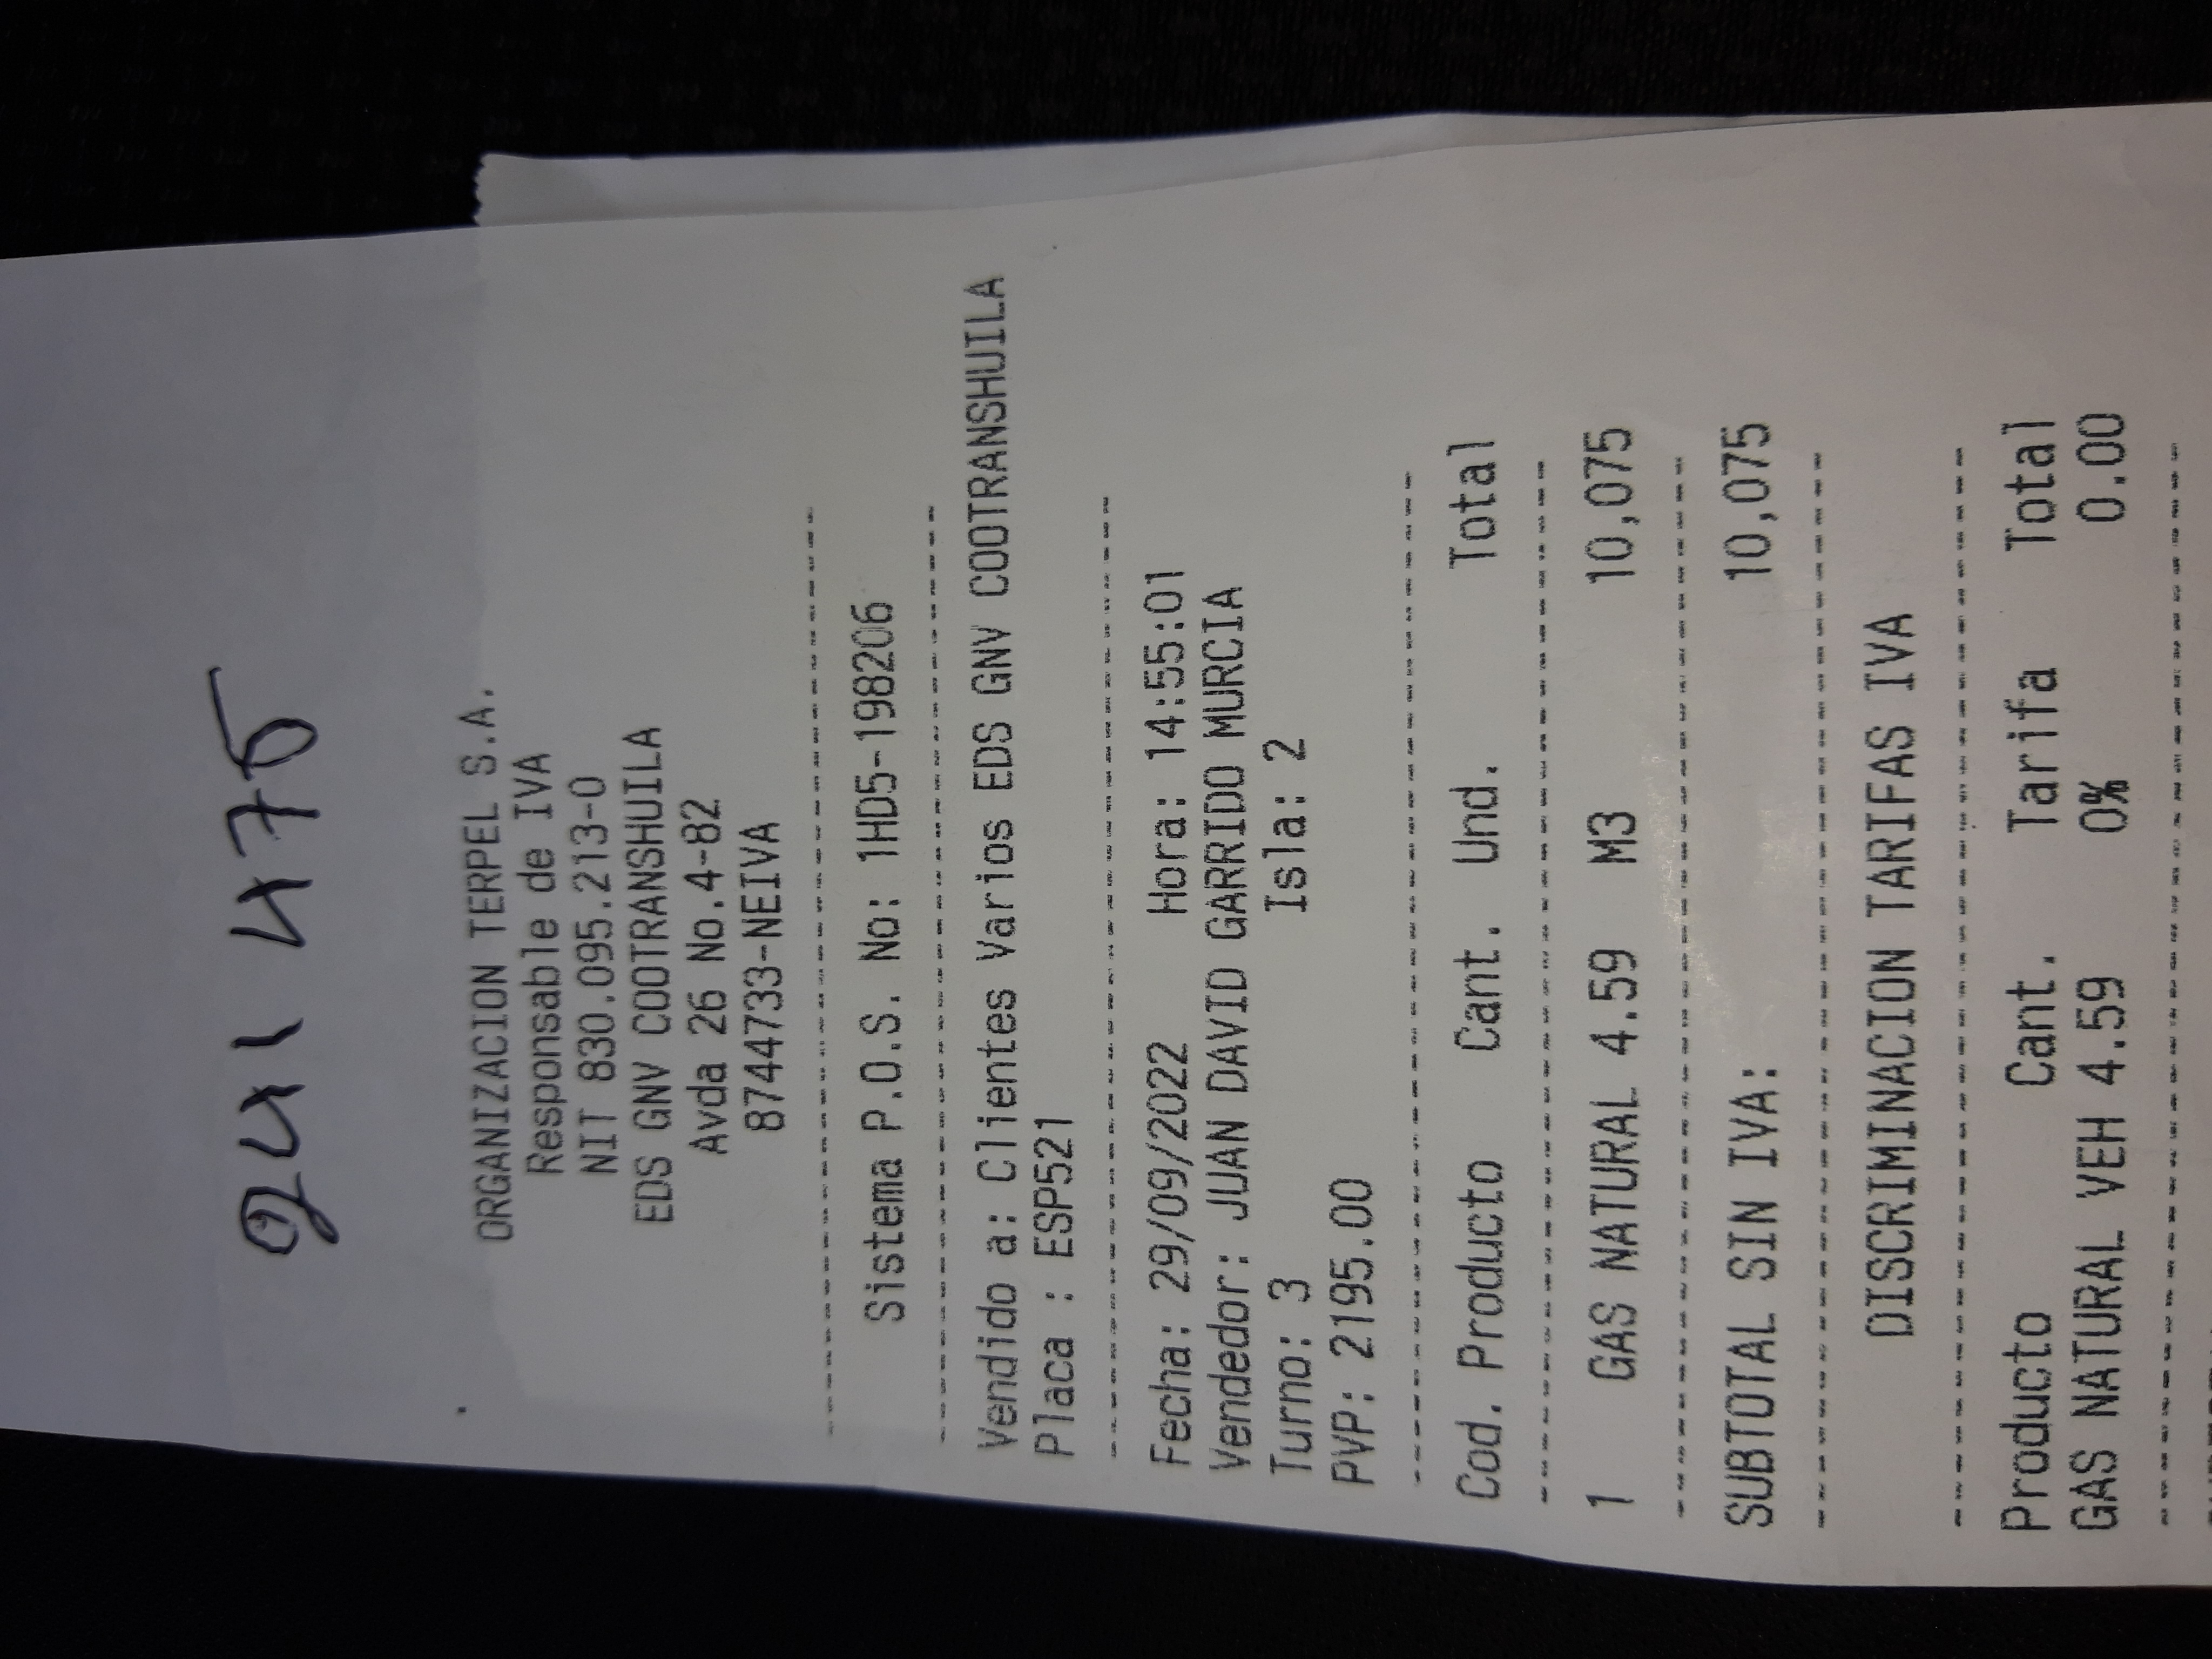 241475
ORGANIZACION TERPEL S.A.
Responsable de IVA
NIT 830.095.213-0
EDS GNV COOTRANSHUILA
Avda 26 No.4-82
8744733-NEIVA
Sistema P.O.S. No: 1HD5-198206
Vendido a: Clientes Varios EDS GNV COOTRANSHUILA
Placa : ESP521
Fecha: 29/09/2022 Hora: 14:55:01
Vendedor: JUAN DAVID GARRIDO MURCIA
Turno: 3 Isla: 2
PVP: 2195.00
Cod. Producto Cant. Und. Total
1 GAS NATURAL 4.59 M3 10,075
SUBTOTAL SIN IVA: 10,075
DISCRIMINACION TARIFAS IVA
Producto Cant. Tarifa Total
GAS NATURAL VEH 4.59 0% 0.00